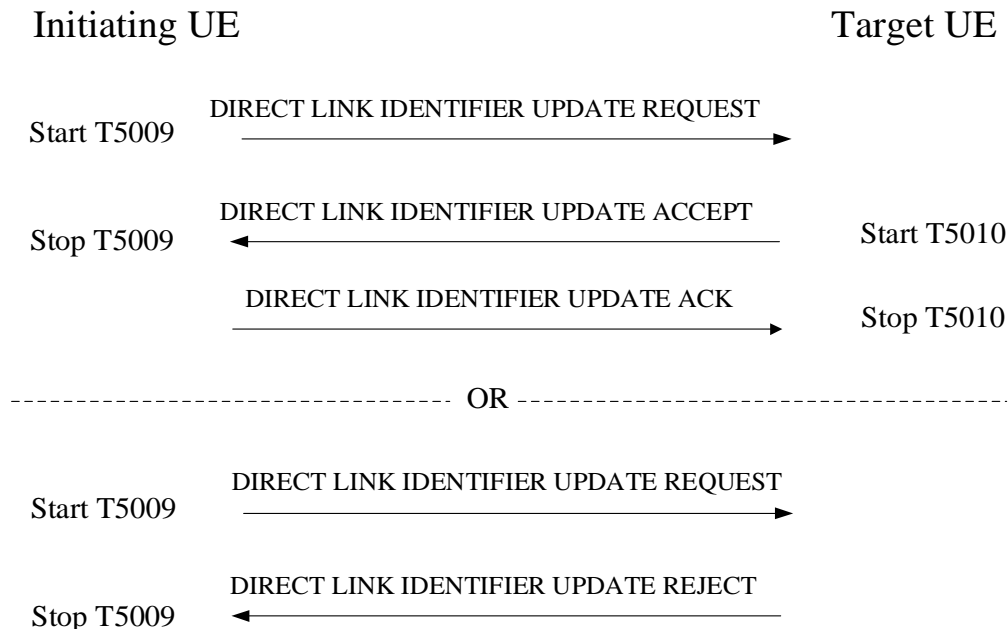 Initiating UE
Target UE
DIRECT LINK IDENTIFIER UPDATE REQUEST
Start T5009
DIRECT LINK IDENTIFIER UPDATE ACCEPT
Stop T5009
Start T5010
DIRECT LINK IDENTIFIER UPDATE ACK
Stop T5010
OR
DIRECT LINK IDENTIFIER UPDATE REQUEST
Start T5009
DIRECT LINK IDENTIFIER UPDATE REJECT
Stop T5009